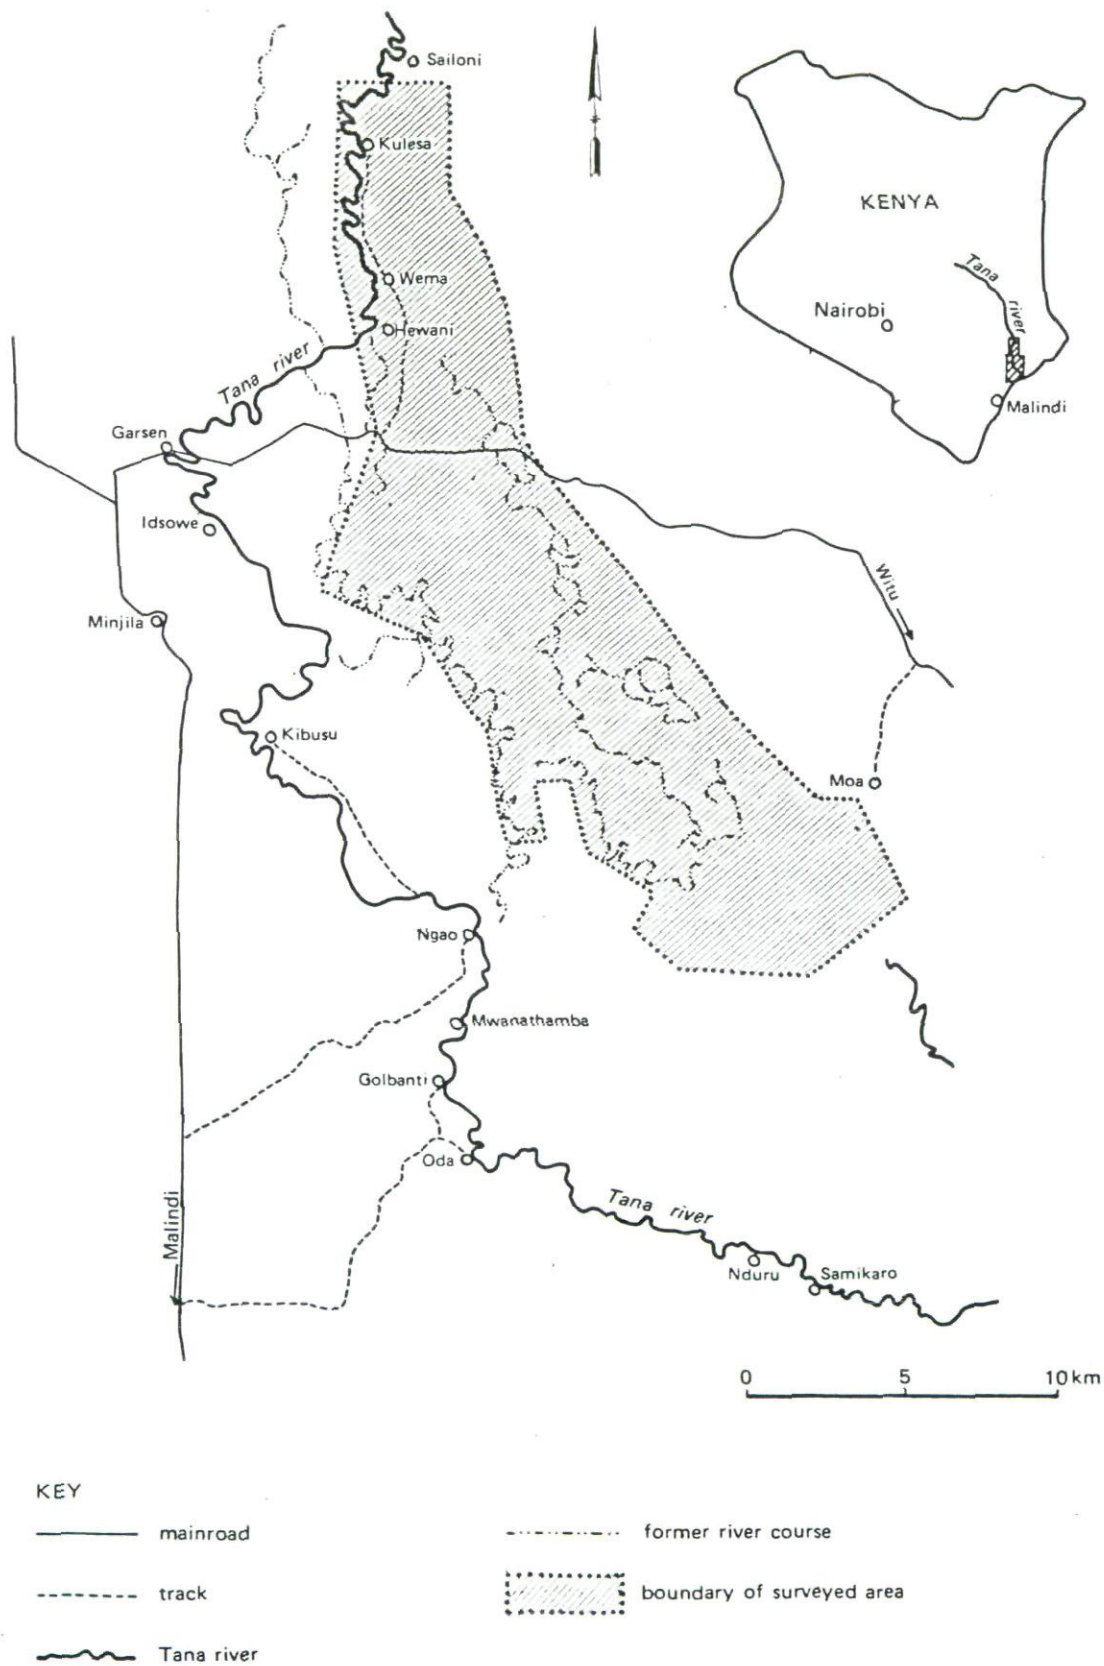 Sailoni
Kulesa
Wema
Hewani
Tana river
Garsen
Idsowe
Minjila
Kibusu
Ngao
Mwanathamba
Golbanti
Oda
Malindi
Tana river
Nduru
Samikaro
Witu
Moa
KENYA
Tana river
Nairobi
Malindi
0 5 10 km
KEY
mainroad
track
Tana river
former river course
boundary of surveyed area